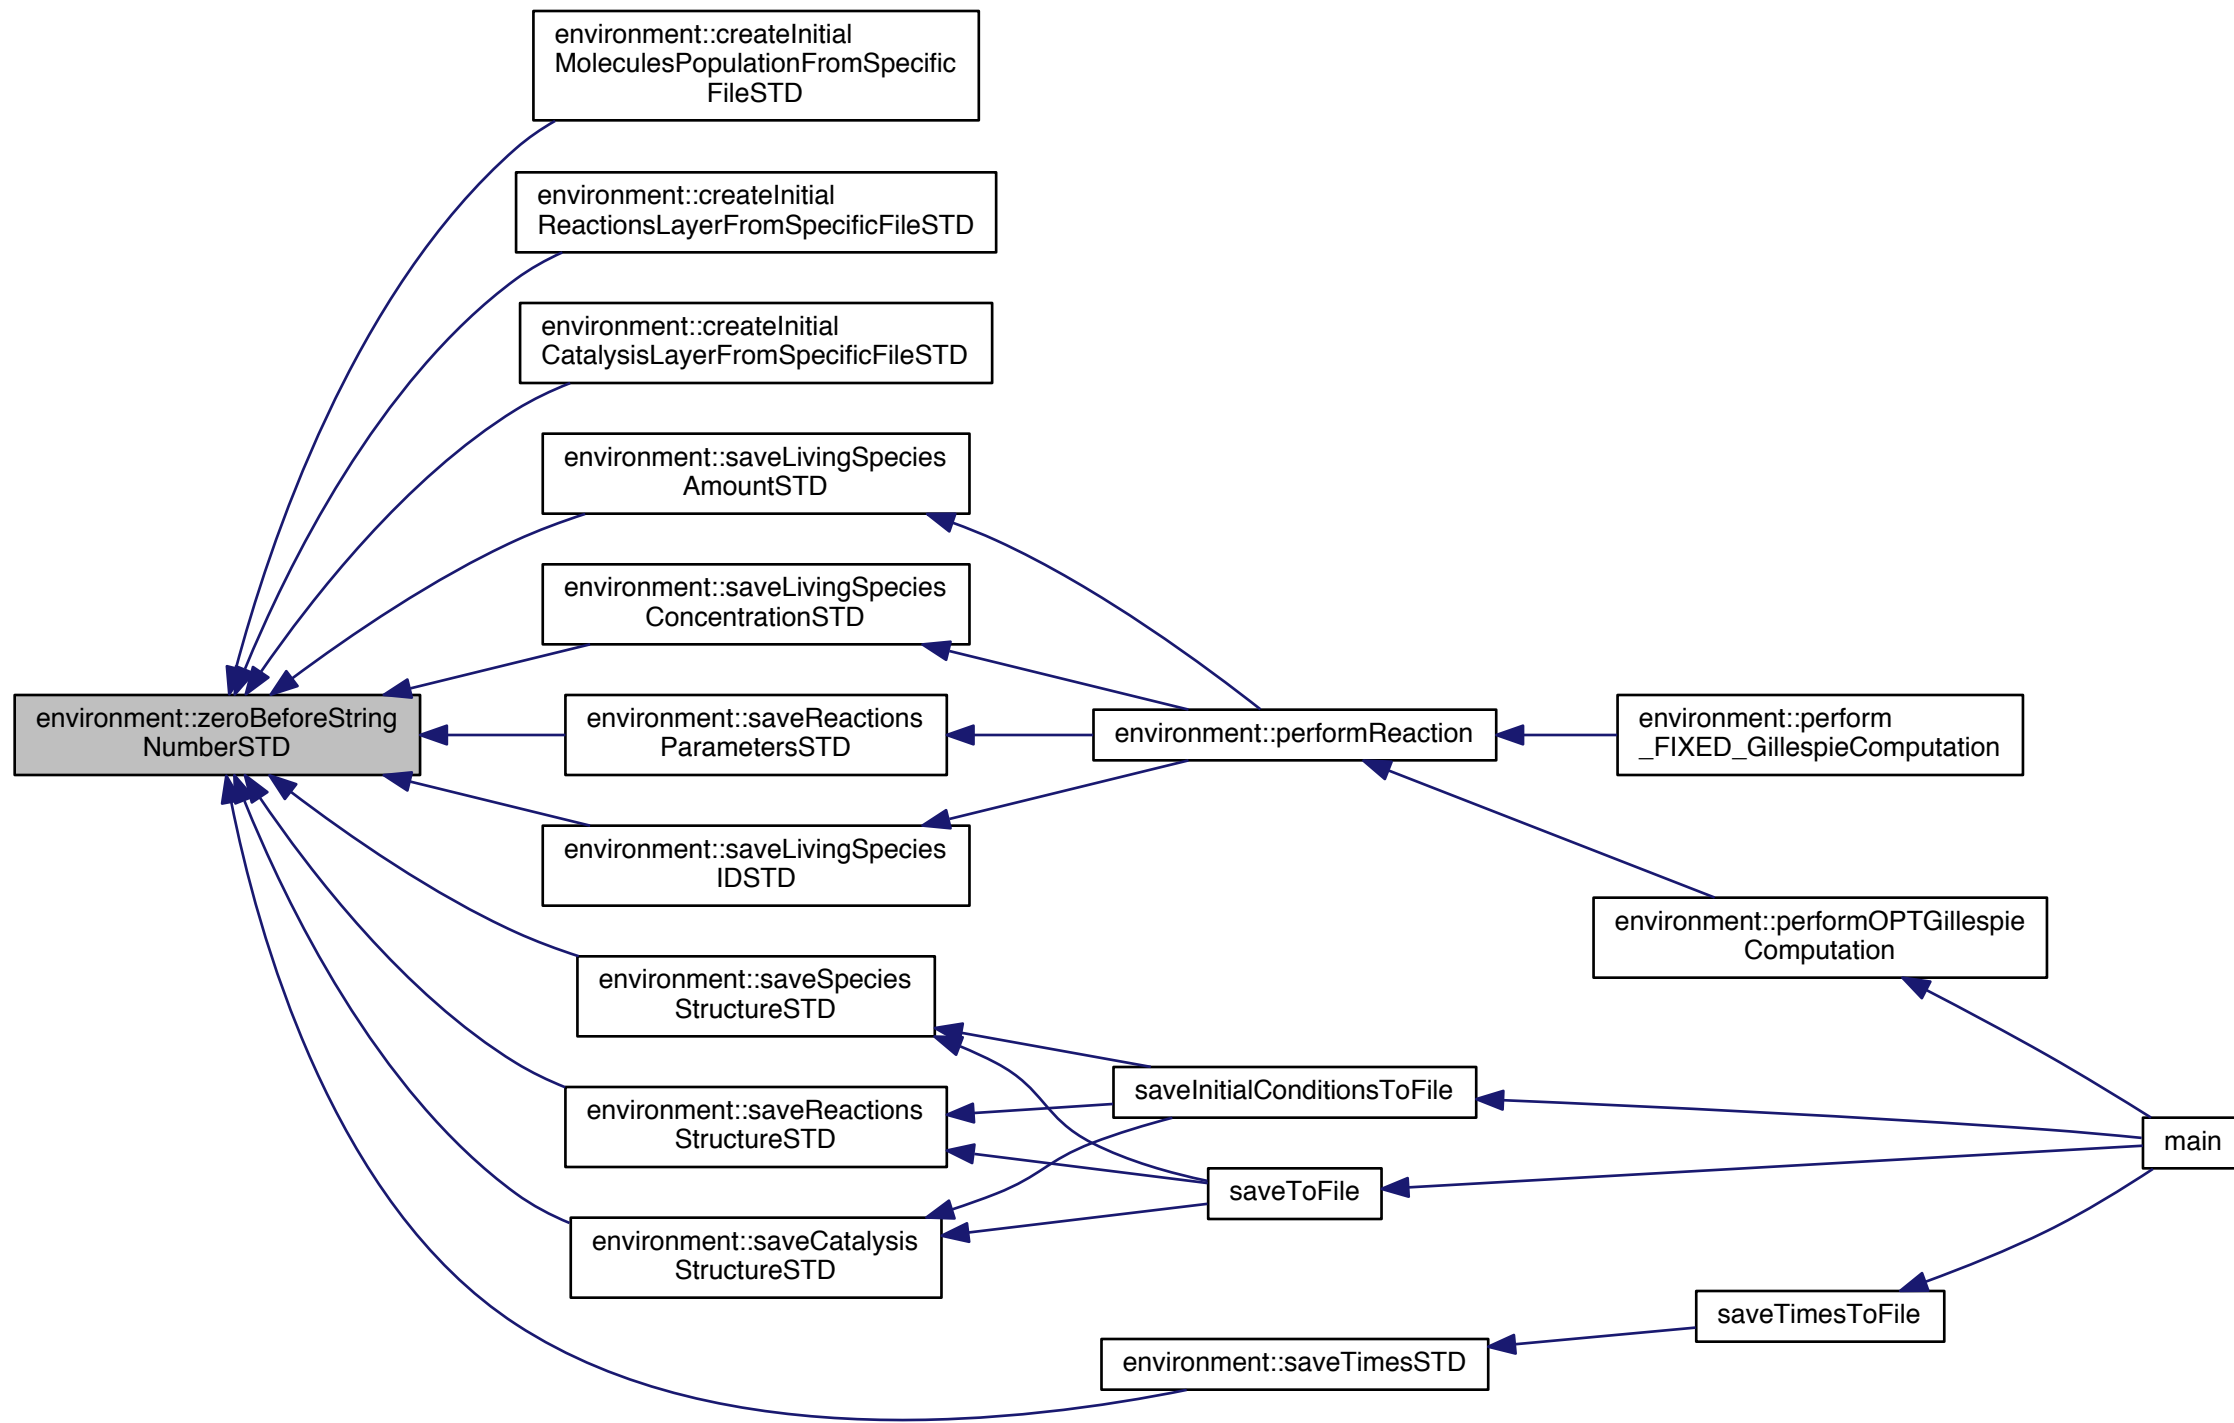 environment::createInitial
MoleculesPopulationFromSpecific
FileSTD
environment::createInitial
ReactionsLayerFromSpecificFileSTD
environment::createInitial
CatalysisLayerFromSpecificFileSTD
environment::saveLivingSpecies
AmountSTD
environment::saveLivingSpecies
ConcentrationSTD
environment::zeroBeforeString
NumberSTD
environment::saveReactions
ParametersSTD
environment::performReaction
environment::perform
_FIXED_GillespieComputation
environment::saveLivingSpecies
IDSTD
environment::performOPTGillespie
Computation
environment::saveSpecies
StructureSTD
environment::saveReactions
StructureSTD
saveInitialConditionsToFile
main
saveToFile
environment::saveCatalysis
StructureSTD
saveTimesToFile
environment::saveTimesSTD